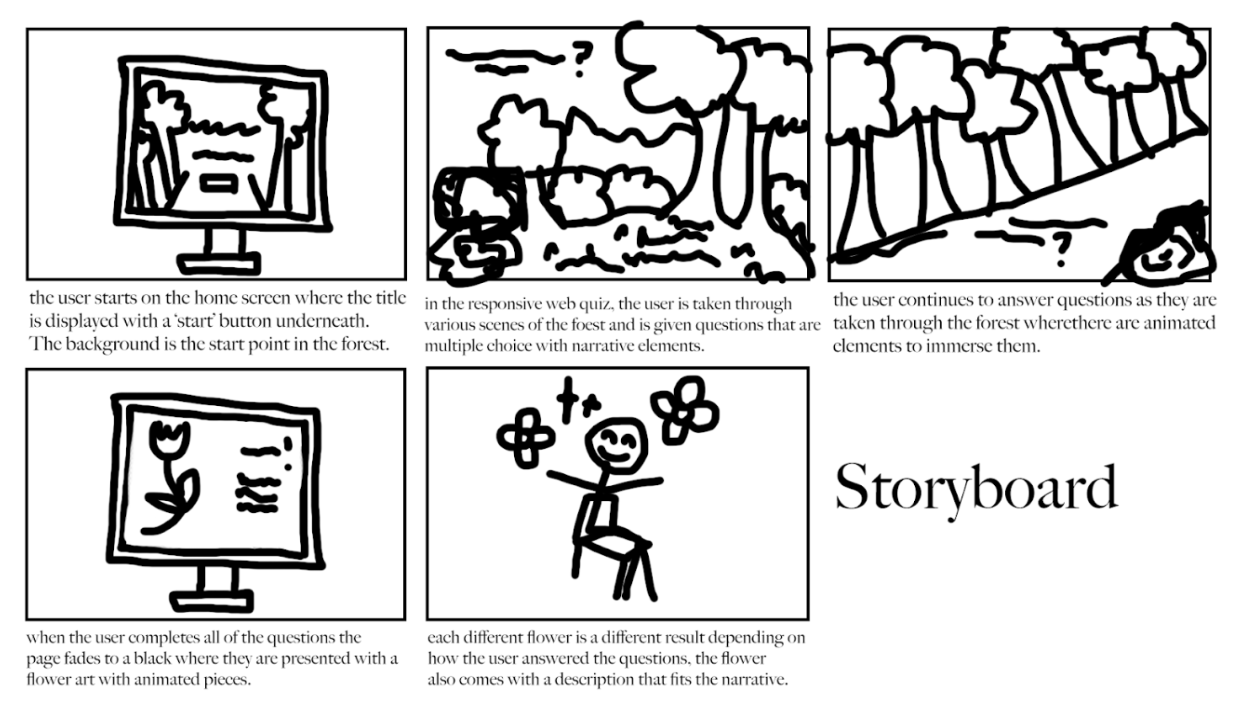 the user starts on the home screen where the title
is displayed with a 'start' button underneath.
The background is the start point in the forest.
?
in the responsive web quiz, the user is taken through
various scenes of the foest and is given questions that are
multiple choice with narrative elements.
?
the user continues to answer questions as they are
taken through the forest wherethere are animated
elements to immerse them.
when the user completes all of the questions the
page fades to a black where they are presented with a
flower art with animated pieces.
each different flower is a different result depending on
how the user answered the questions, the flower
also comes with a description that fits the narrative.
Storyboard